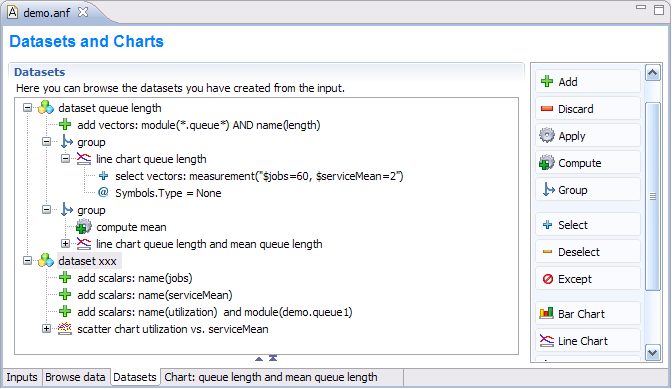 demo.anf
Datasets and Charts
Datasets
Here you can browse the datasets you have created from the input.
dataset queue length
add vectors: module(*.queue*) AND name(length)
group
line chart queue length
select vectors: measurement("$jobs=60, $serviceMean=2")
@ Symbols.Type = None
group
compute mean
line chart queue length and mean queue length
dataset xxx
add scalars: name(jobs)
add scalars: name(serviceMean)
add scalars: name(utilization) and module(demo.queue1)
scatter chart utilization vs. serviceMean
Add
Discard
Apply
Compute
Group
Select
Deselect
Except
Bar Chart
Line Chart
Inputs
Browse data
Datasets
Chart: queue length and mean queue length